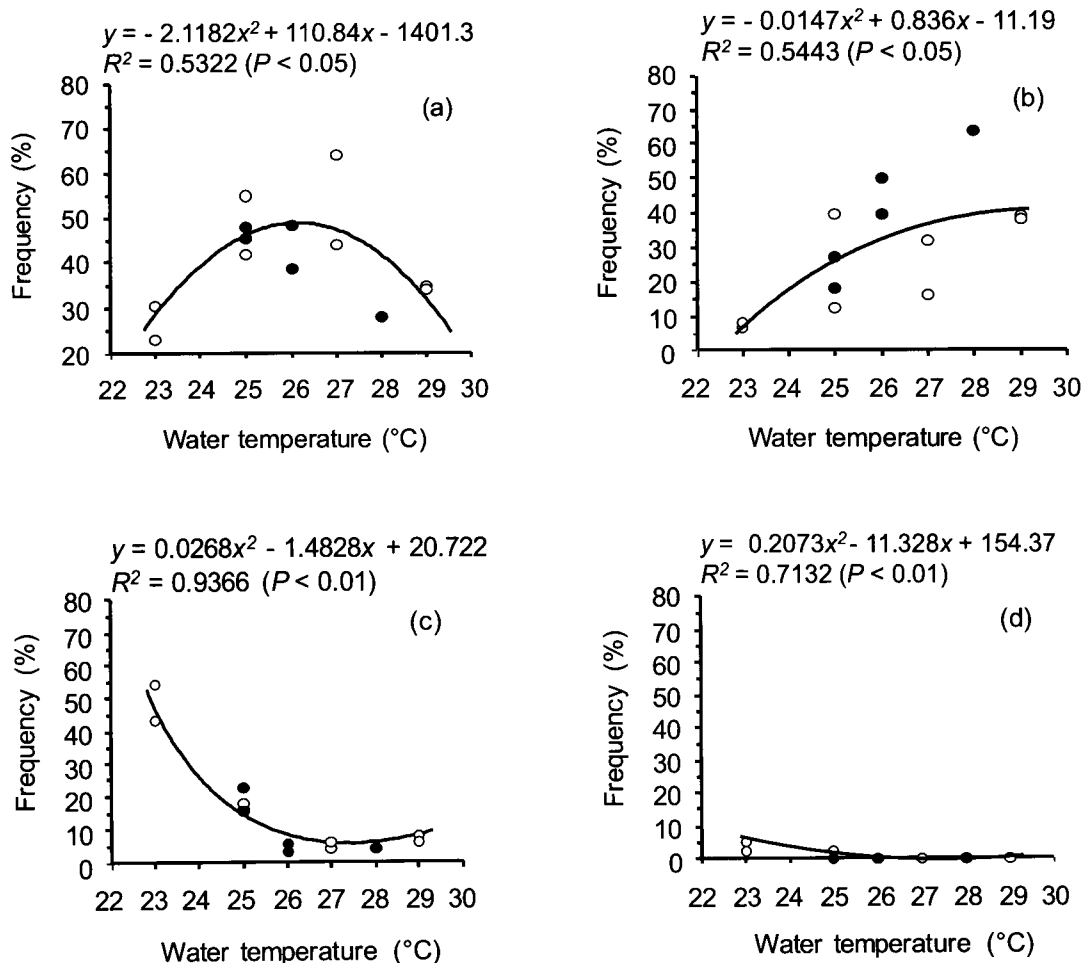 y = - 2.1182x² + 110.84x - 1401.3
R² = 0.5322 (P < 0.05)
(a)
80
70
60
50
40
30
20
Frequency (%)
22 23 24 25 26 27 28 29 30
Water temperature (°C)
y = - 0.0147x² + 0.836x - 11.19
R² = 0.5443 (P < 0.05)
(b)
80
70
60
50
40
30
20
10
0
Frequency (%)
22 23 24 25 26 27 28 29 30
Water temperature (°C)
y = 0.0268x² - 1.4828x + 20.722
R² = 0.9366 (P < 0.01)
(c)
80
70
60
50
40
30
20
10
0
Frequency (%)
22 23 24 25 26 27 28 29 30
Water temperature (°C)
y = 0.2073x² - 11.328x + 154.37
R² = 0.7132 (P < 0.01)
(d)
80
70
60
50
40
30
20
10
0
Frequency (%)
22 23 24 25 26 27 28 29 30
Water temperature (°C)